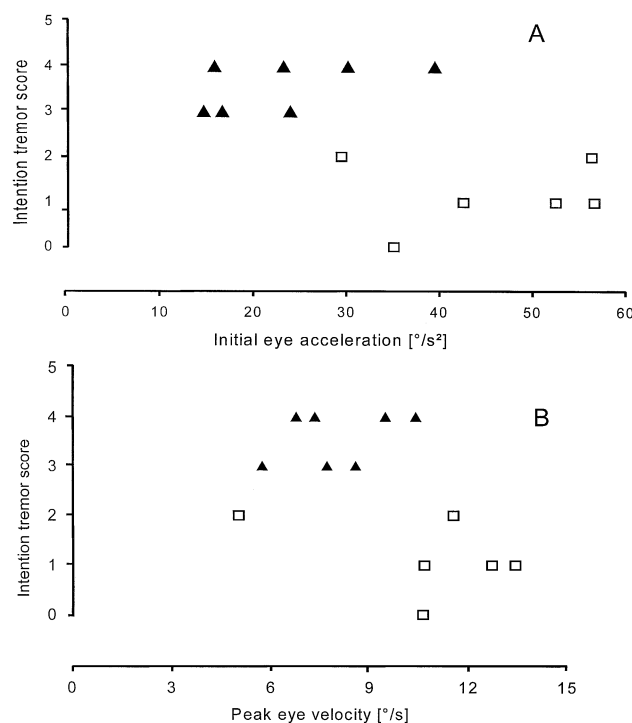 A
Intention tremor score
5
4
3
2
1
0
0 10 20 30 40 50 60
Initial eye acceleration [°/s²]
B
Intention tremor score
5
4
3
2
1
0
0 3 6 9 12 15
Peak eye velocity [°/s]